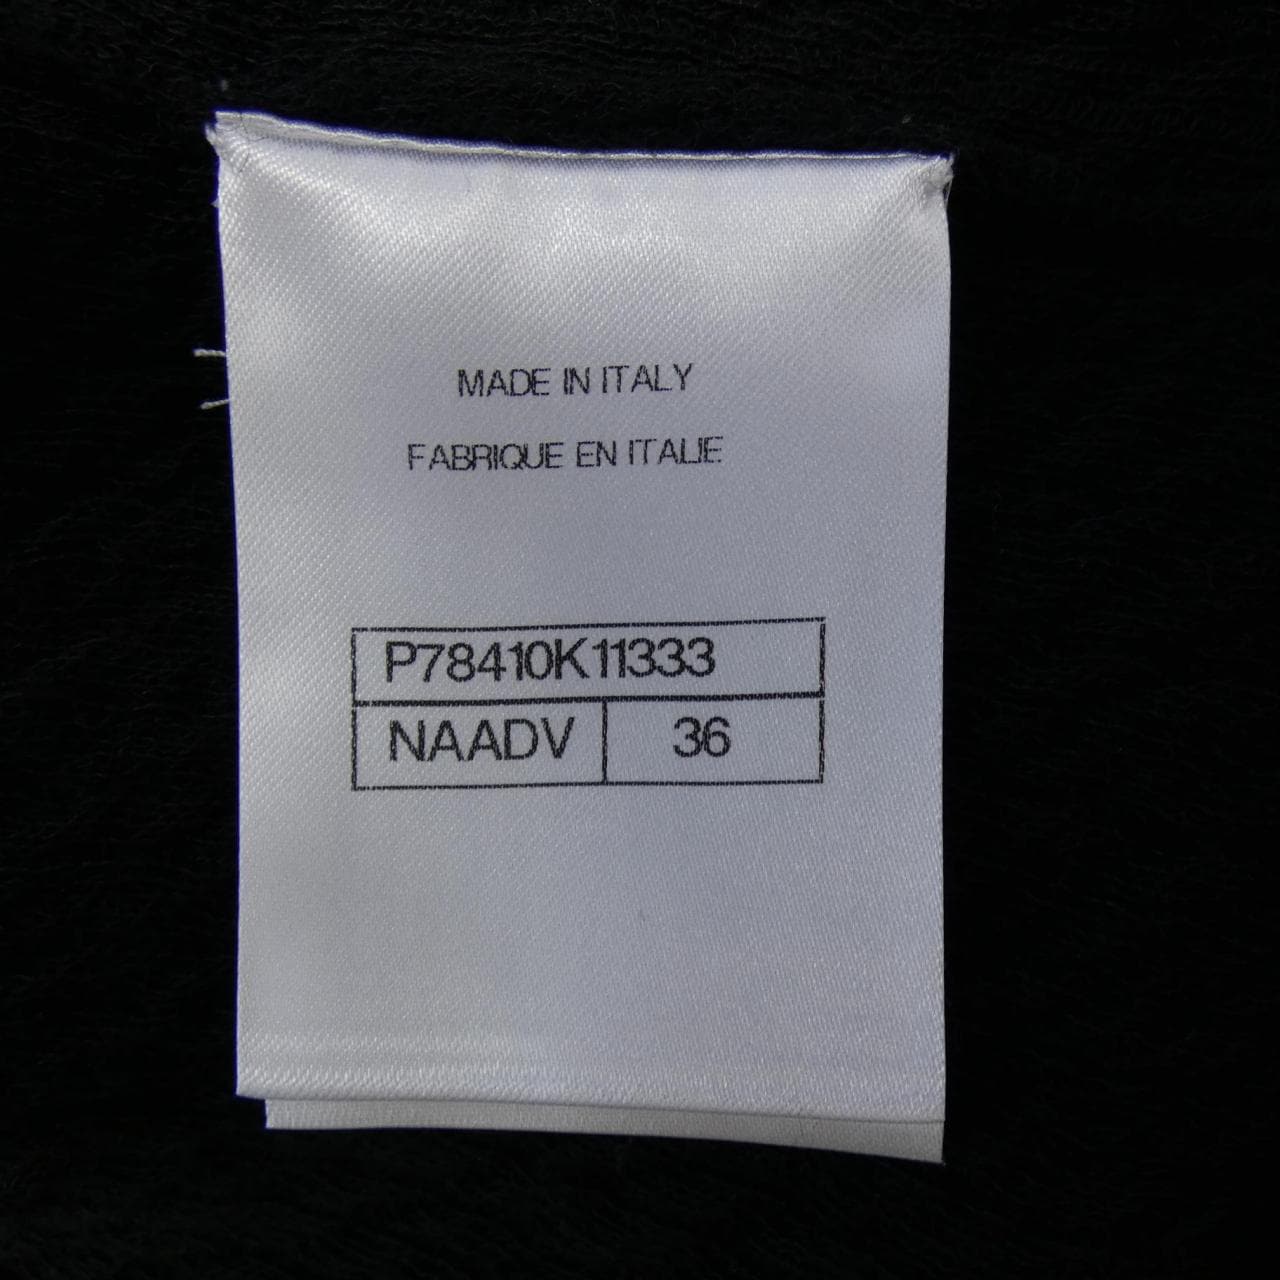 MADE IN ITALY
FABRIQUE EN ITALIE
P78410K11333
NAADV 36